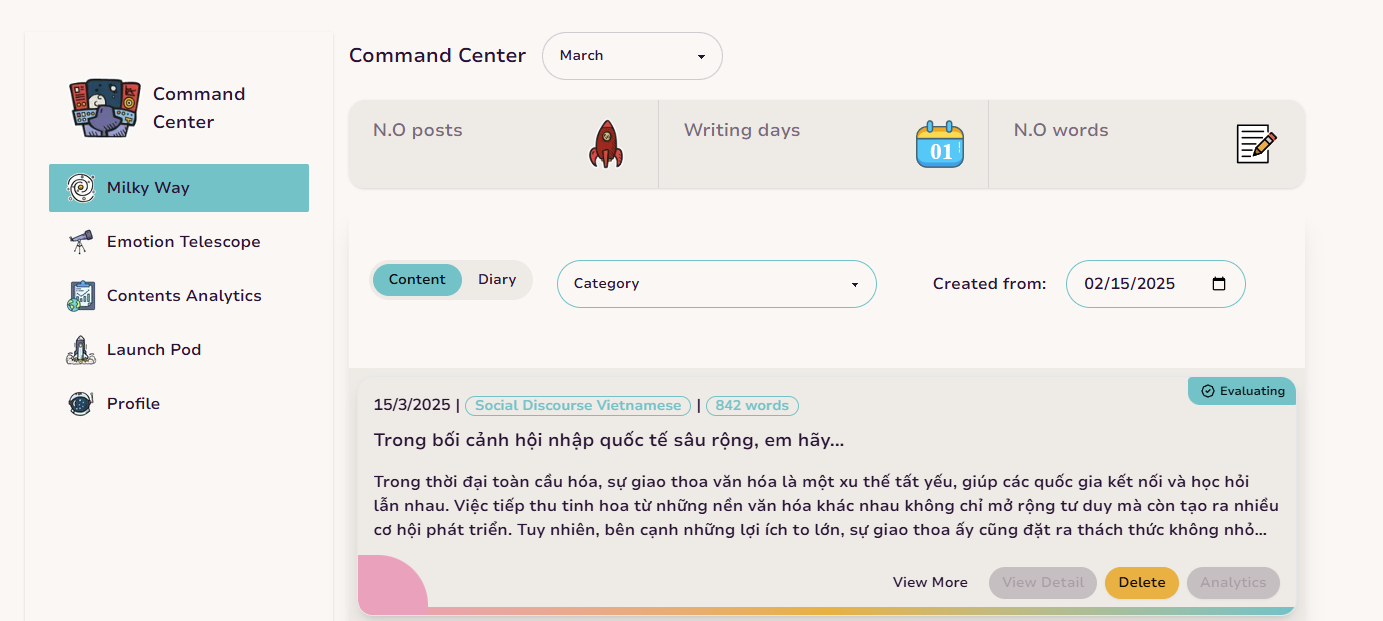 Command
Center
Milky Way
Emotion Telescope
Contents Analytics
Launch Pod
Profile
Command Center
March
N.O posts
Writing days
01
N.O words
Content
Diary
Category
Created from:
02/15/2025
Evaluating
15/3/2025 | Social Discourse Vietnamese | 842 words
Trong bối cảnh hội nhập quốc tế sâu rộng, em hãy...
Trong thời đại toàn cầu hóa, sự giao thoa văn hóa là một xu thế tất yếu, giúp các quốc gia kết nối và học hỏi
lẫn nhau. Việc tiếp thu tinh hoa từ những nền văn hóa khác nhau không chỉ mở rộng tư duy mà còn tạo ra nhiều
cơ hội phát triển. Tuy nhiên, bên cạnh những lợi ích to lớn, sự giao thoa ấy cũng đặt ra thách thức không nhỏ...
View More
View Detail
Delete
Analytics